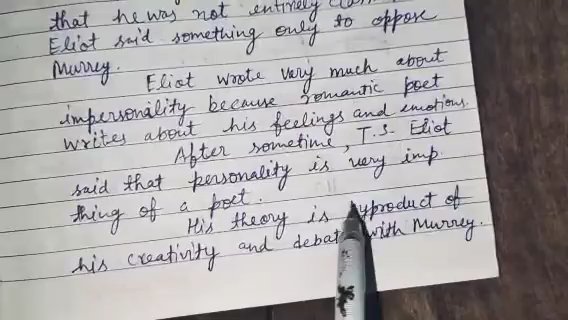 that he was not entirely
Eliot said something only to oppose
Murrey.
Eliot wrote very much about
impersonality because romantic poet
writes about his feelings and emotions.
After sometime, T.S. Eliot
said that personality is very imp.
thing of a poet.
His theory is byproduct of
his creativity and debate with Murrey.